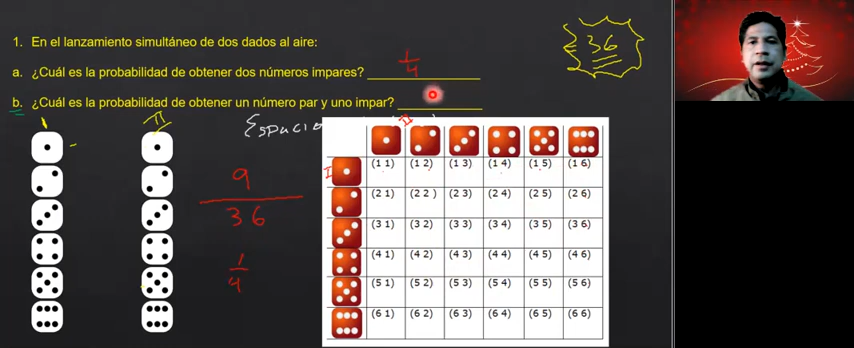 1. En el lanzamiento simultáneo de dos dados al aire:
36
a. ¿Cuál es la probabilidad de obtener dos números impares? 1/4
b. ¿Cuál es la probabilidad de obtener un número par y uno impar?
I II
Espacio
II
I (1 1) (1 2) (1 3) (1 4) (1 5) (1 6)
(2 1) (2 2) (2 3) (2 4) (2 5) (2 6)
(3 1) (3 2) (3 3) (3 4) (3 5) (3 6)
(4 1) (4 2) (4 3) (4 4) (4 5) (4 6)
(5 1) (5 2) (5 3) (5 4) (5 5) (5 6)
(6 1) (6 2) (6 3) (6 4) (6 5) (6 6)
9
36
1
4